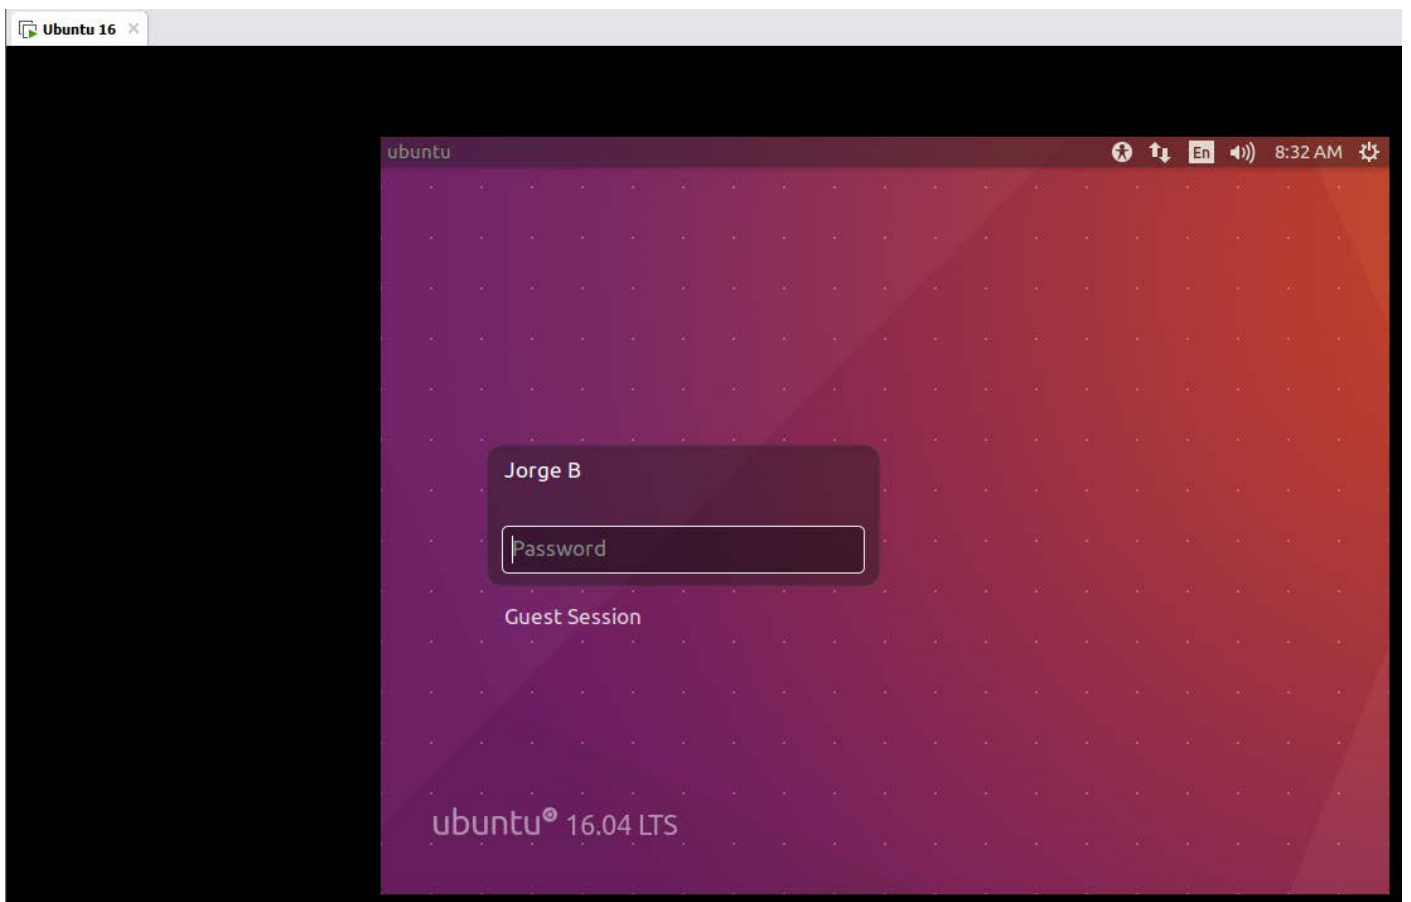 Ubuntu 16
ubuntu En 8:32 AM
Jorge B
Password
Guest Session
ubuntu 16.04 LTS